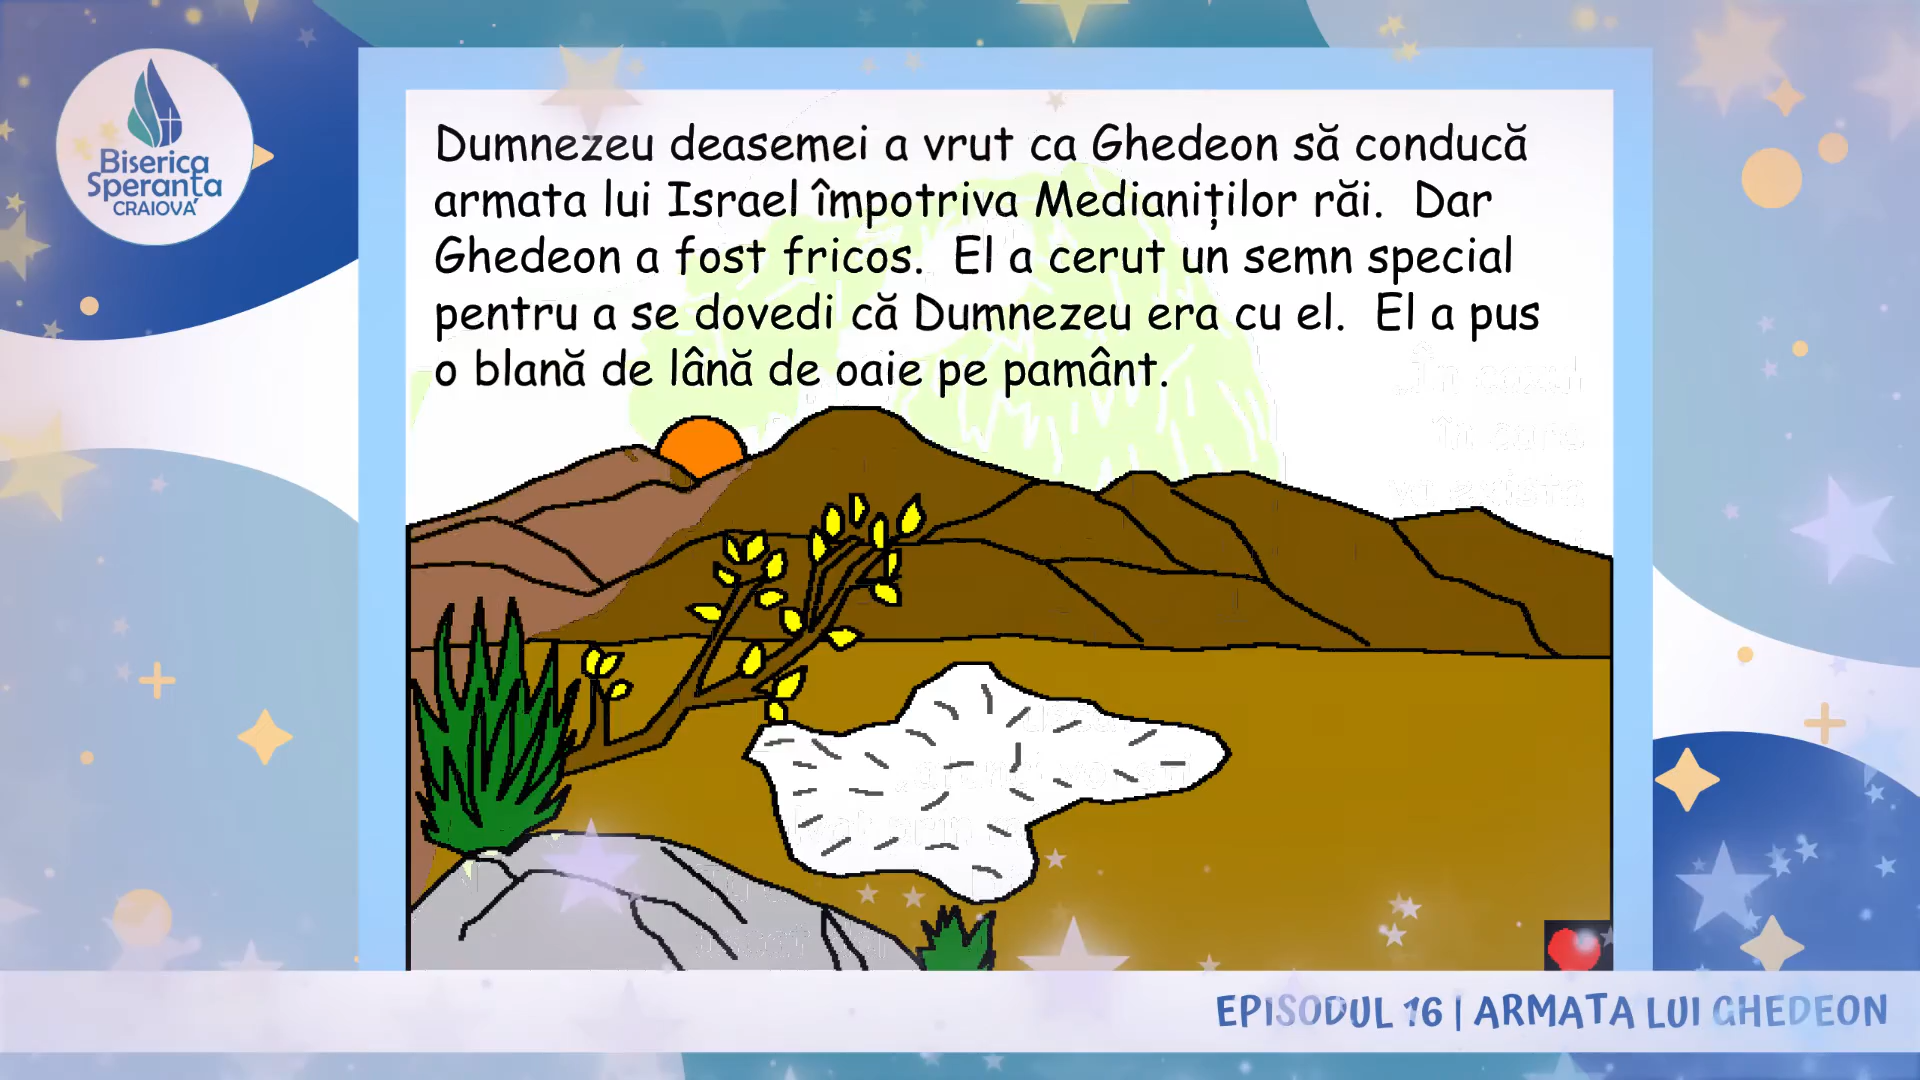 Biserica
Speranța
CRAIOVA
Dumnezeu deasemei a vrut ca Ghedeon să conducă
armata lui Israel împotriva Medianiților răi. Dar
Ghedeon a fost fricos. El a cerut un semn special
pentru a se dovedi că Dumnezeu era cu el. El a pus
o blană de lână de oaie pe pamânt.
EPISODUL 16 | ARMATA LUI GHEDEON